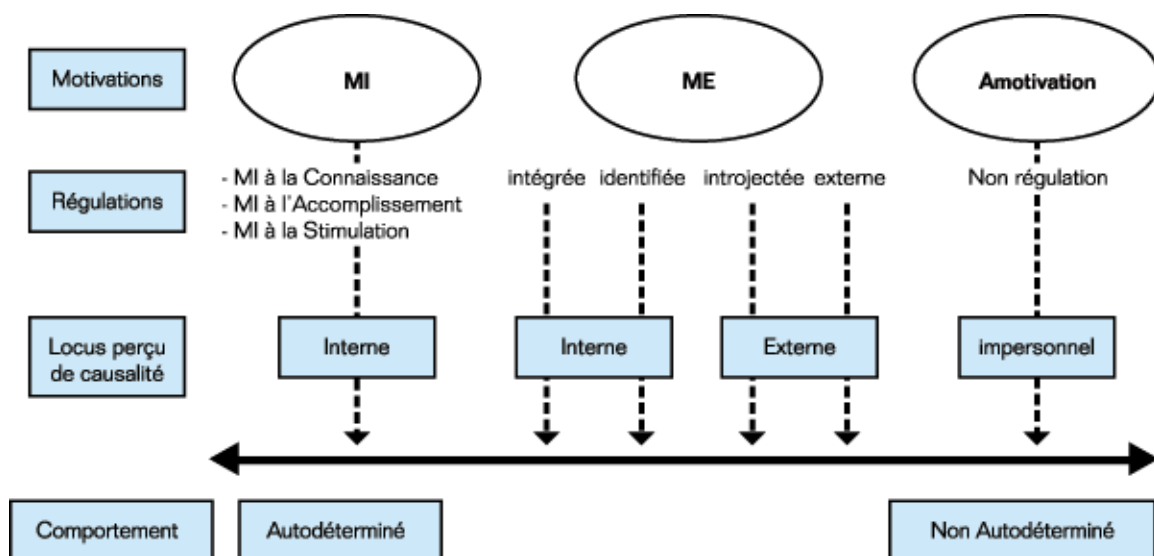 Motivations
MI
ME
Amotivation
Régulations
- MI à la Connaissance
- MI à l'Accomplissement
- MI à la Stimulation
intégrée identifiée introjectée externe
Non régulation
Locus perçu
de causalité
Interne
Interne
Externe
impersonnel
Comportement
Autodéterminé
Non Autodéterminé